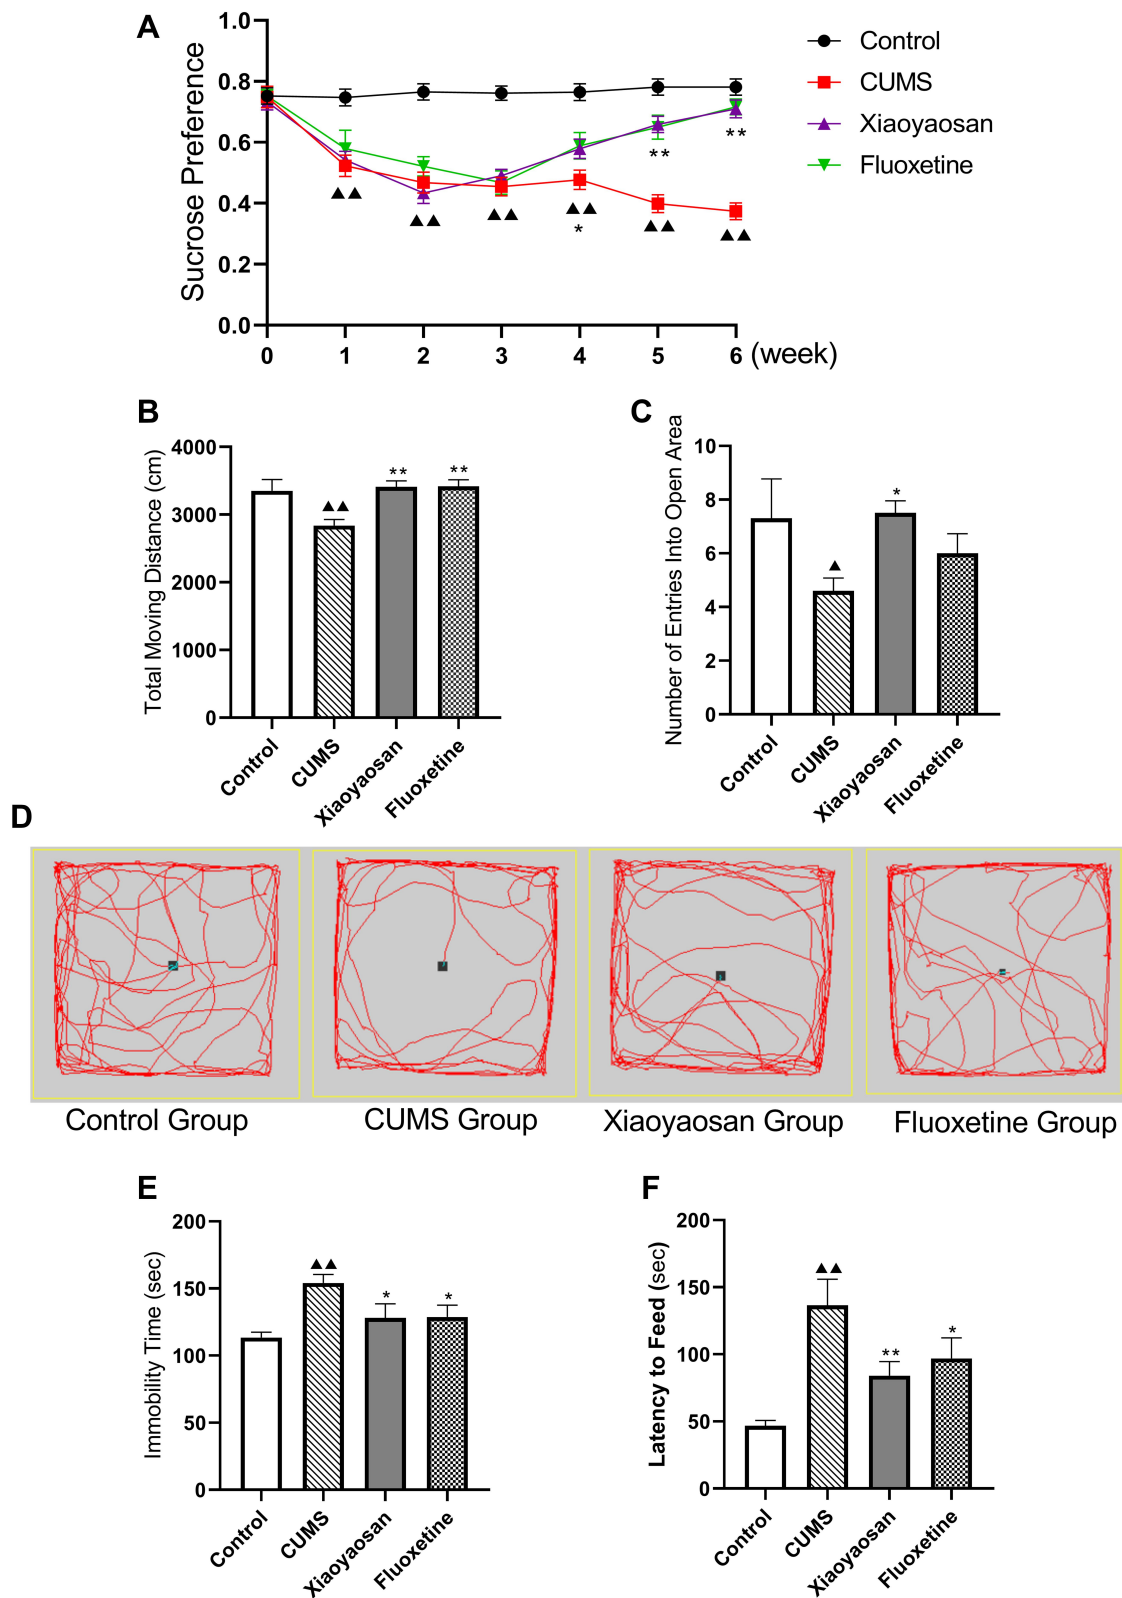 A
Sucrose Preference
1.0
0.8
0.6
0.4
0.2
0.0
▲▲
▲▲
▲▲
▲▲
*
**
▲▲
**
▲▲
0 1 2 3 4 5 6 (week)
Control
CUMS
Xiaoyaosan
Fluoxetine
B
Total Moving Distance (cm)
4000
3000
2000
1000
0
▲▲
**
**
Control
CUMS
Xiaoyaosan
Fluoxetine
C
Number of Entries Into Open Area
10
8
6
4
2
0
▲
*
Control
CUMS
Xiaoyaosan
Fluoxetine
D
Control Group
CUMS Group
Xiaoyaosan Group
Fluoxetine Group
E
Immobility Time (sec)
200
150
100
50
0
▲▲
*
*
Control
CUMS
Xiaoyaosan
Fluoxetine
F
Latency to Feed (sec)
200
150
100
50
0
▲▲
**
*
Control
CUMS
Xiaoyaosan
Fluoxetine